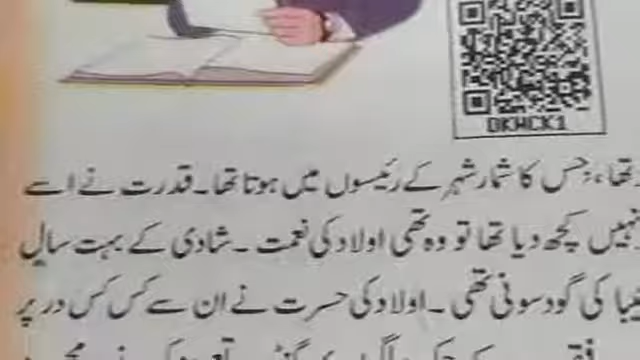 DKHCK1
تھا، جس کا شمار شہر کے رئیسوں میں ہوتا تھا۔ قدرت نے اسے
نہیں کچھ دیا تھا تو وہ تھی اولاد کی نعمت ۔ شادی کے بہت سال
کی گود سونی تھی ۔ اولاد کی حسرت نے ان سے کس کس در پر